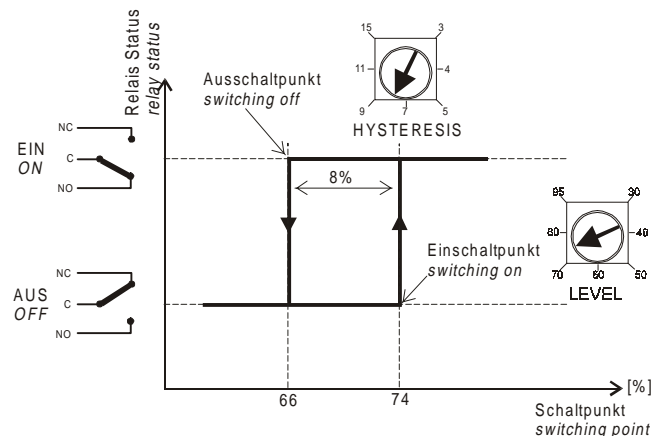 Relais Status
relay status
15
3
11
4
9
7
5
HYSTERESIS
Ausschaltpunkt
switching off
NC
EIN
ON
C
NO
8%
95
30
80
40
70
60
50
LEVEL
Einschaltpunkt
switching on
NC
AUS
OFF
C
NO
66
74
[%]
Schaltpunkt
switching point